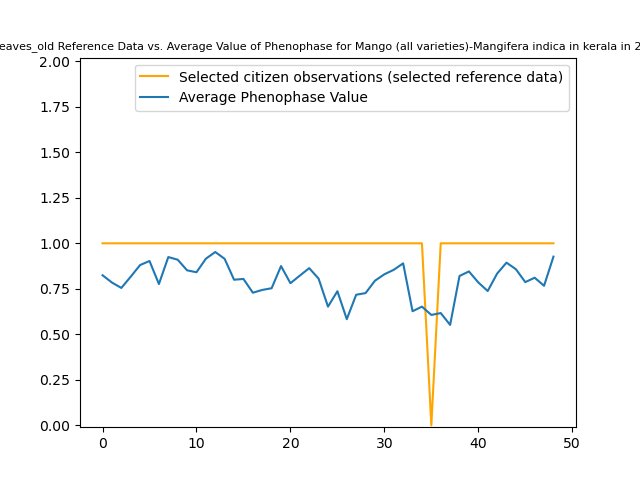 eaves_old Reference Data vs. Average Value of Phenophase for Mango (all varieties)-Mangifera indica in kerala in 2
2.00
Selected citizen observations (selected reference data)
Average Phenophase Value
1.75
1.50
1.25
1.00
0.75
0.50
0.25
0.00
0 10 20 30 40 50